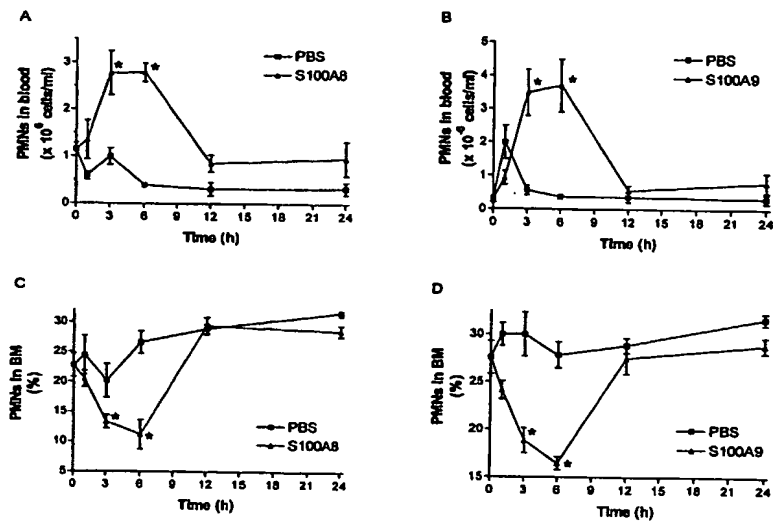 A
PMNs in blood
(x 10⁶ cells/ml)
3
2
1
0
0 3 6 9 12 15 18 21 24
Time (h)
PBS
S100A8
*
*
B
PMNs in blood
(x 10⁻⁶ cells/ml)
5
4
3
2
1
0
0 3 6 9 12 15 18 21 24
Time (h)
PBS
S100A9
*
*
C
PMNs in BM
(%)
30
25
20
15
10
5
0 3 6 9 12 15 18 21 24
Time (h)
PBS
S100A8
*
*
D
PMNs in BM
(%)
30
25
20
15
0 3 6 9 12 15 18 21 24
Time (h)
PBS
S100A9
*
*